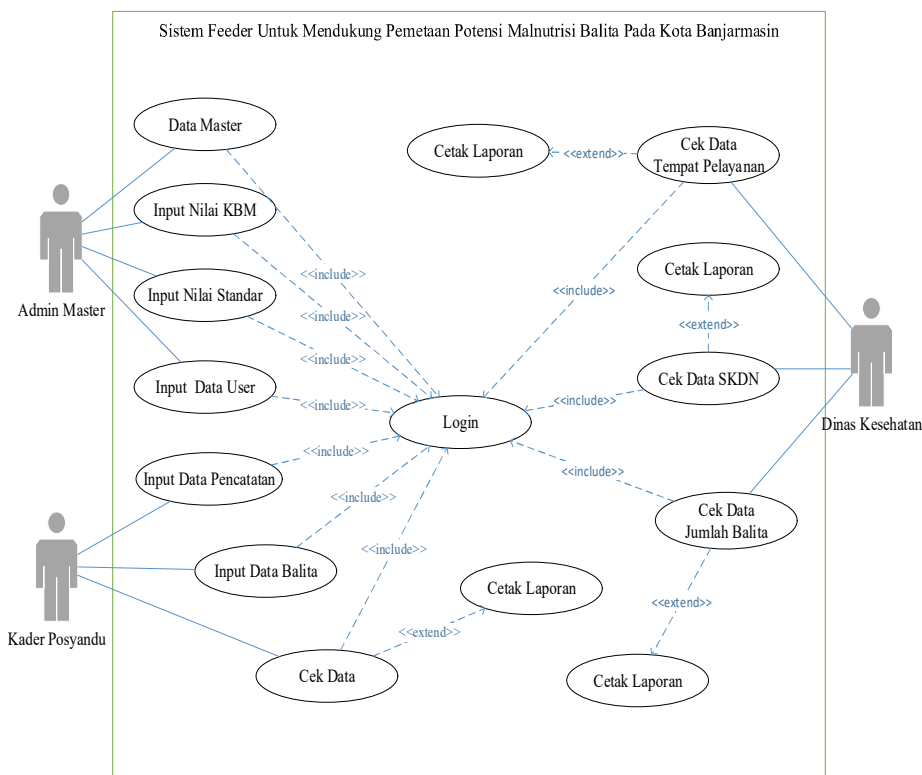 Sistem Feeder Untuk Mendukung Pemetaan Potensi Malnutrisi Balita Pada Kota Banjarmasin
Data Master
Cetak Laporan
<<extend>>
Cek Data
Tempat Pelayanan
Input Nilai KBM
Admin Master
Input Nilai Standar
<<include>>
<<include>>
<<include>>
<<include>>
Cetak Laporan
<<extend>>
Input  Data User
<<include>>
Login
<<include>>
Cek Data SKDN
Dinas Kesehatan
Input Data Pencatatan
<<include>>
<<include>>
<<include>>
Cek Data
Jumlah Balita
Kader Posyandu
Input Data Balita
<<include>>
Cetak Laporan
<<extend>>
<<extend>>
Cek Data
Cetak Laporan